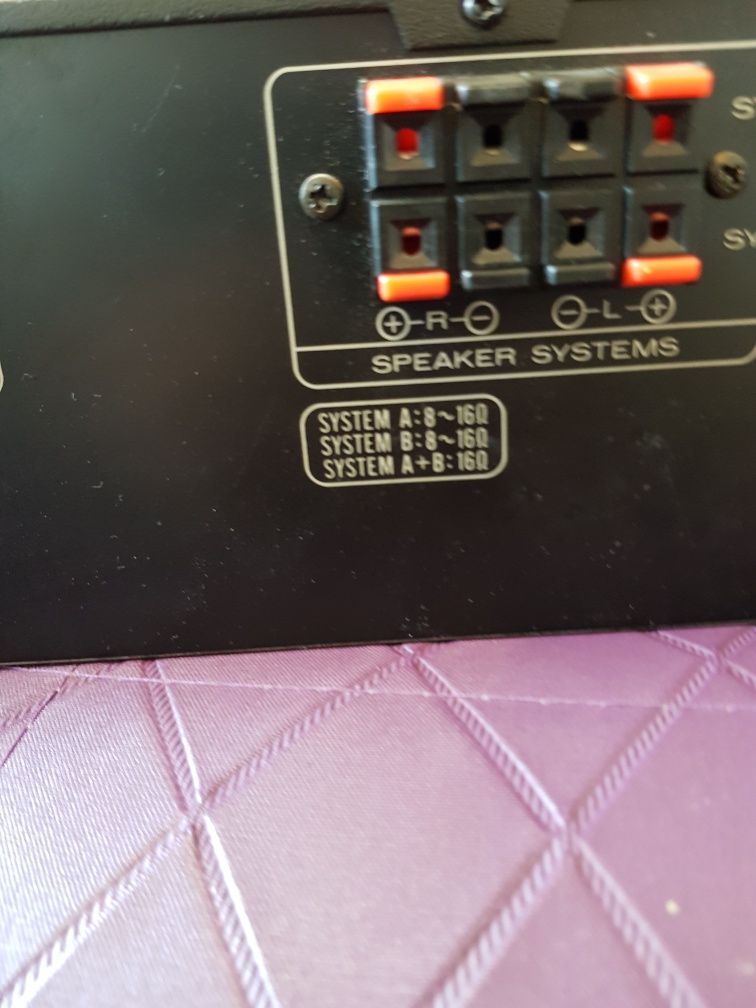 ⊕-R-⊖ ⊖-L-⊕
SPEAKER SYSTEMS
SYSTEM A:8~16Ω
SYSTEM B:8~16Ω
SYSTEM A+B:16Ω